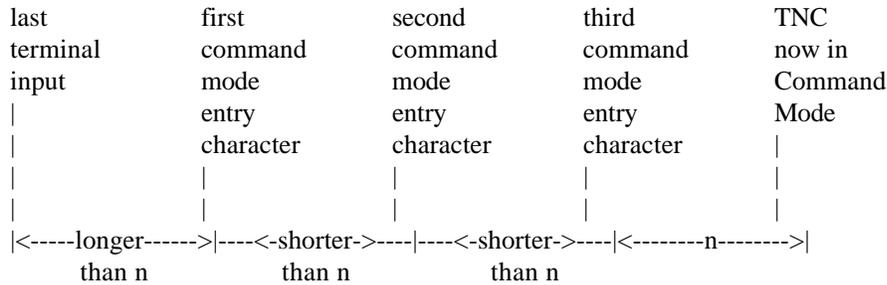 last first second third TNC
terminal command command command now in
input mode mode mode Command
| entry entry entry Mode
| character character character |
| | | | |
| | | | |
|<-----longer------>|----<-shorter->----|----<-shorter->----|<--------n-------->|
than n than n than n